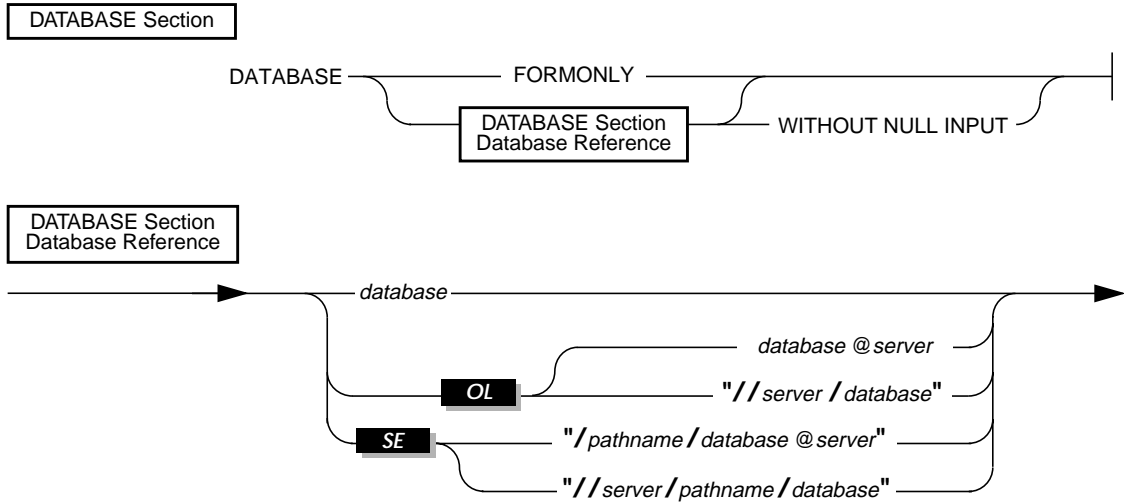 DATABASE Section
DATABASE
FORMONLY
DATABASE Section
Database Reference
WITHOUT NULL INPUT
DATABASE Section
Database Reference
database
database @ server
OL
"//server /database"
SE
"/pathname/database @server"
"//server/pathname/database"